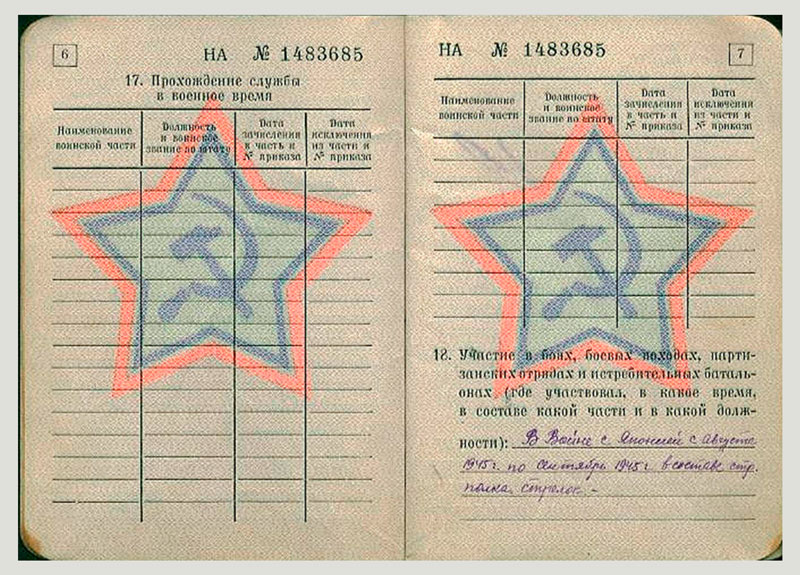 6
НА № 1483685
17. Прохождение службы
в военное время
Наименование
воинской части
Должность
и воинское
звание по штату
Дата
зачисления
в часть и
№ приказа
Дата
исключения
из части и
№ приказа
НА № 1483685
7
Наименование
воинской части
Должность
и воинское
звание по штату
Дата
зачисления
в часть и
№ приказа
Дата
исключения
из части и
№ приказа
18. Участие в боях, боевых походах, парти-
занских отрядах и истребительных баталь-
онах (где участвовал, в какое время,
в составе какой части и в какой долж-
ности): В Войне с Японией с Августа
1945 г. по сентябрь 1945 г. в составе стр.
полка, стрелок -